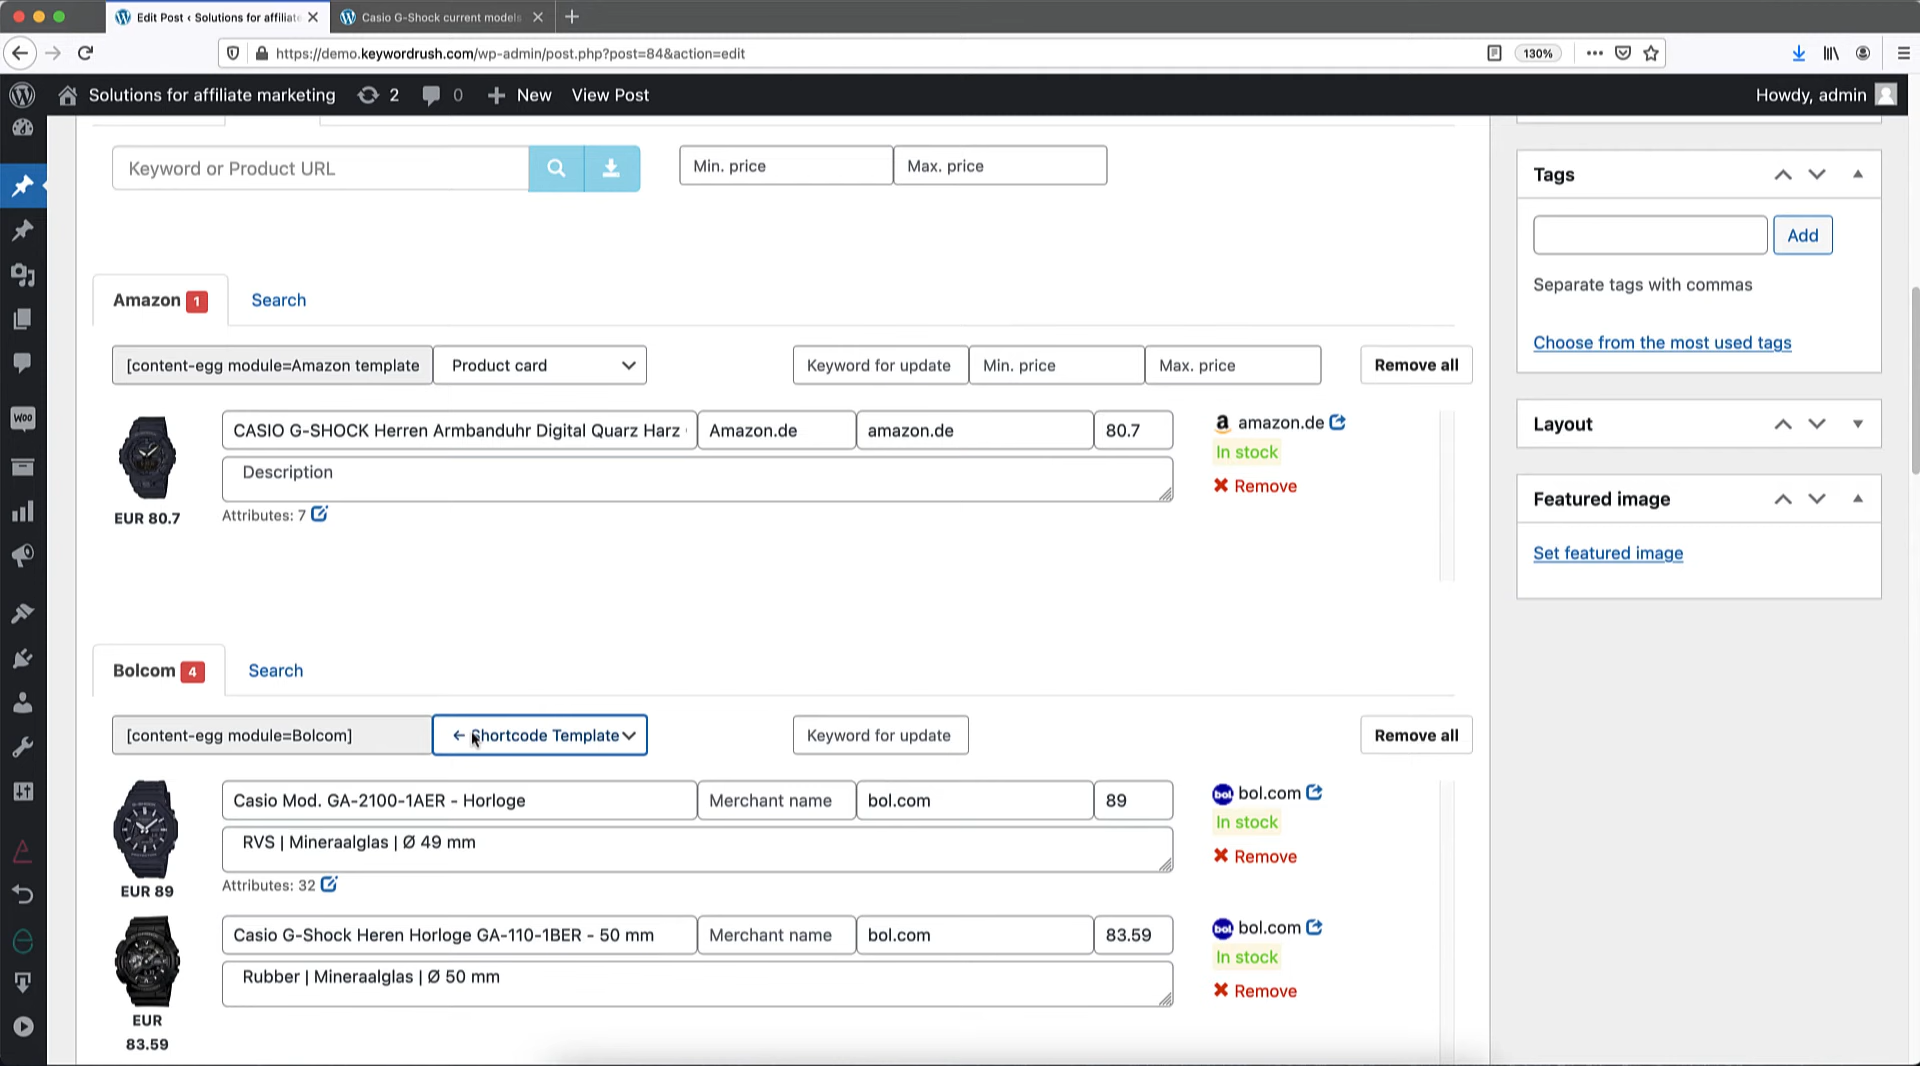 Edit Post ‹ Solutions for affiliate
Casio G-Shock current models
https://demo.keywordrush.com/wp-admin/post.php?post=84&action=edit
130%
Solutions for affiliate marketing
2
0
New
View Post
Howdy, admin
Keyword or Product URL
Min. price
Max. price
Tags
Add
Separate tags with commas
Choose from the most used tags
Amazon 1
Search
[content-egg module=Amazon template
Product card
Keyword for update
Min. price
Max. price
Remove all
CASIO G-SHOCK Herren Armbanduhr Digital Quarz Harz
Amazon.de
amazon.de
80.7
a amazon.de
In stock
Description
Remove
EUR 80.7
Attributes: 7
Layout
Featured image
Set featured image
WOO
Bolcom 4
Search
[content-egg module=Bolcom]
← Shortcode Template
Keyword for update
Remove all
Casio Mod. GA-2100-1AER - Horloge
Merchant name
bol.com
89
bol bol.com
In stock
RVS | Mineraalglas | Ø 49 mm
Remove
EUR 89
Attributes: 32
Casio G-Shock Heren Horloge GA-110-1BER - 50 mm
Merchant name
bol.com
83.59
bol bol.com
In stock
Rubber | Mineraalglas | Ø 50 mm
Remove
EUR
83.59